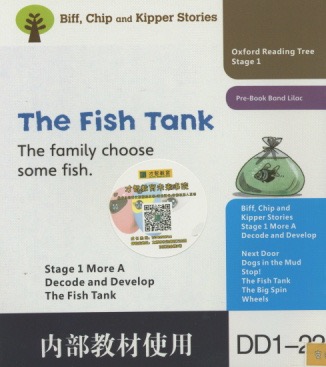 Biff, Chip and Kipper Stories
Oxford Reading Tree
Stage 1
Pre-Book Band Lilac
The Fish Tank
The family choose
some fish.
Biff, Chip and
Kipper Stories
Stage 1 More A
Decode and Develop
Next Door
Dogs in the Mud
Stop!
The Fish Tank
The Big Spin
Wheels
Stage 1 More A
Decode and Develop
The Fish Tank
内部教材使用